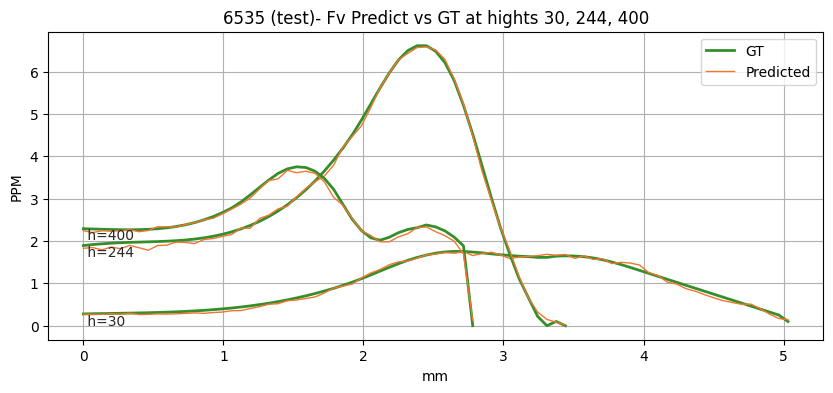 6535 (test)- Fv Predict vs GT at hights 30, 244, 400
GT
Predicted
PPM
6
5
4
3
2
1
0
h=400
h=244
h=30
0 1 2 3 4 5
mm